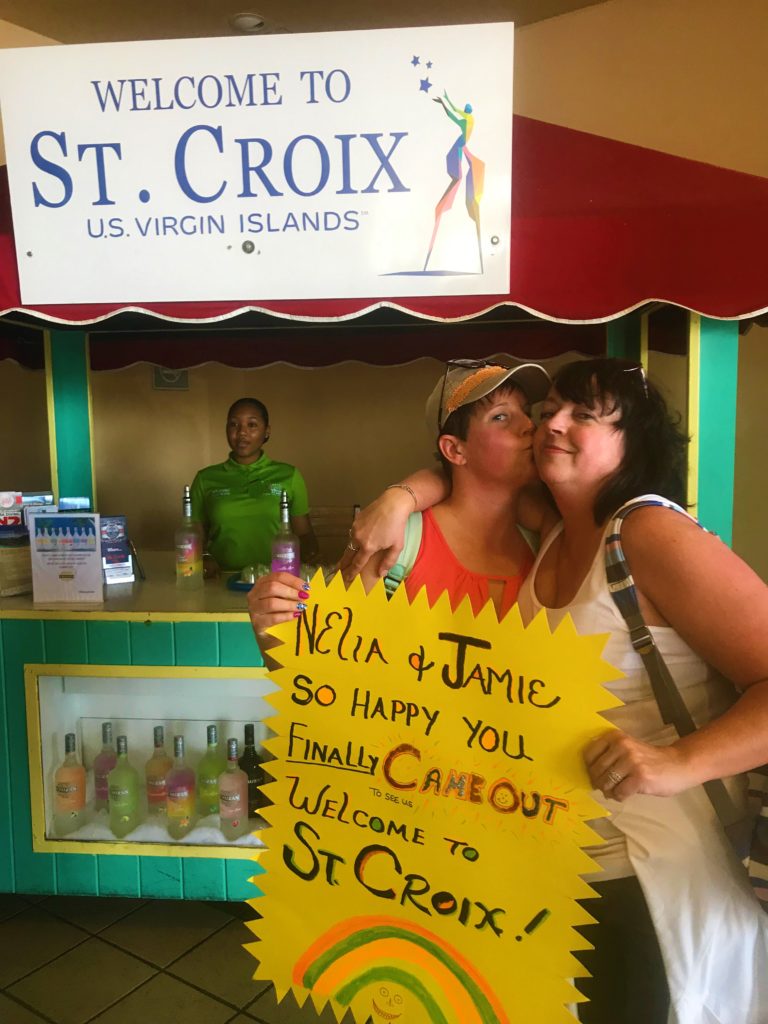 WELCOME TO
ST. CROIX
U.S. VIRGIN ISLANDS
NELIA & JAMIE
SO HAPPY YOU
FINALLY CAME OUT
TO SEE US
WELCOME TO
ST. CROIX!